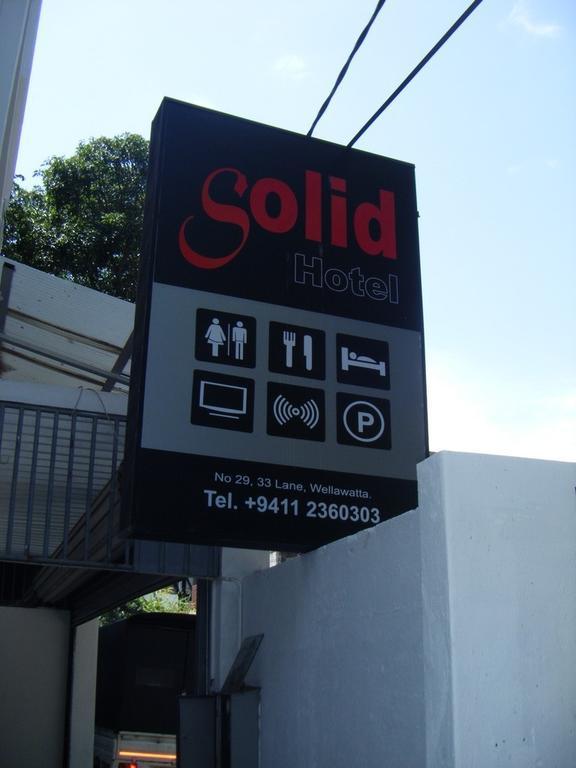 Solid
Hotel
P
No 29, 33 Lane, Wellawatta.
Tel. +9411 2360303